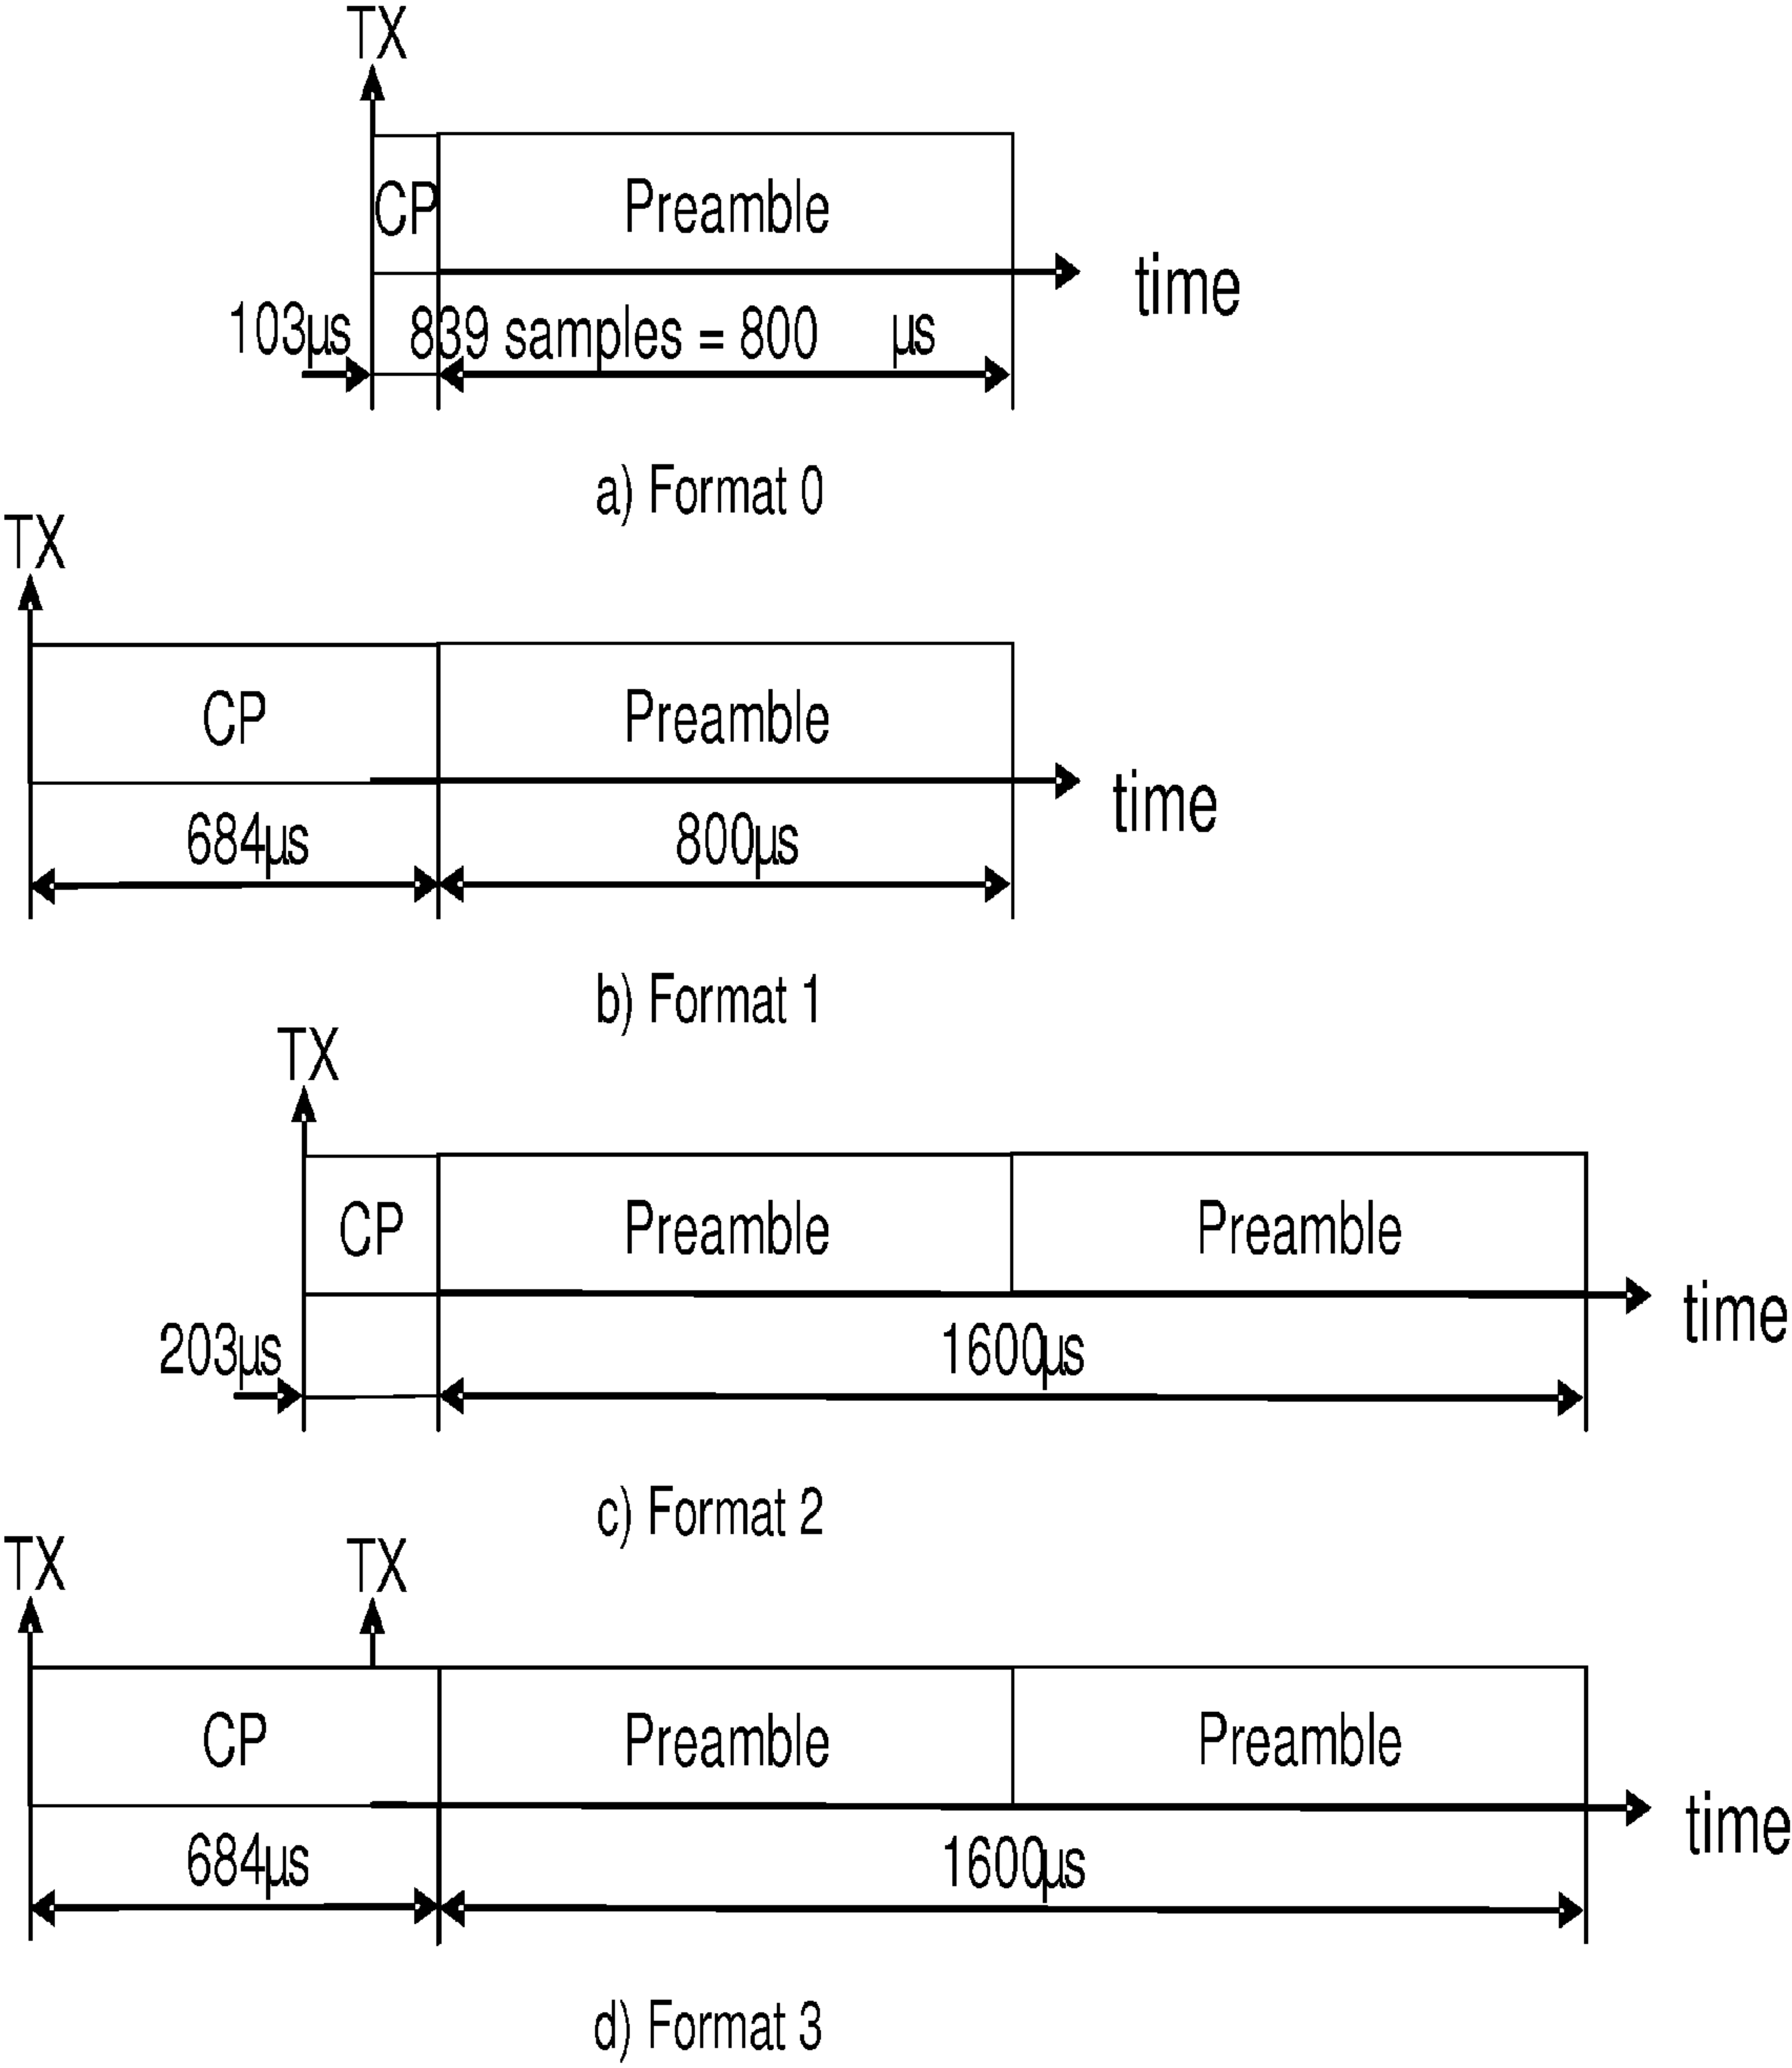 TX
CP Preamble
time
103µs 839 samples = 800 µs
a) Format 0
TX
CP Preamble
time
684µs 800µs
b) Format 1
TX
CP Preamble Preamble
time
203µs 1600µs
c) Format 2
TX TX
CP Preamble Preamble
time
684µs 1600µs
d) Format 3